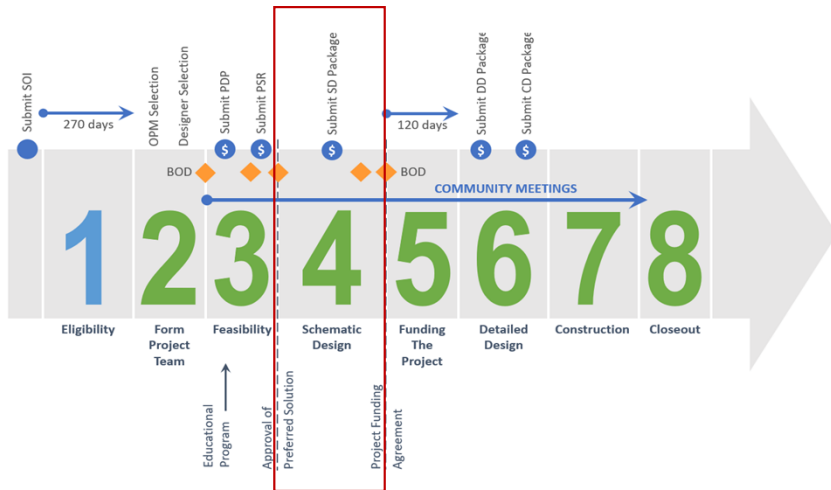 Submit SOI
270 days
OPM Selection
Designer Selection
Submit PDP
Submit PSR
Submit SD Package
120 days
Submit DD Package
Submit CD Package
$
$
$
$
$
BOD
BOD
COMMUNITY MEETINGS
1
2
3
4
5
6
7
8
Eligibility
Form
Project
Team
Feasibility
Schematic
Design
Funding
The
Project
Detailed
Design
Construction
Closeout
Educational
Program
Approval of
Preferred Solution
Project Funding
Agreement